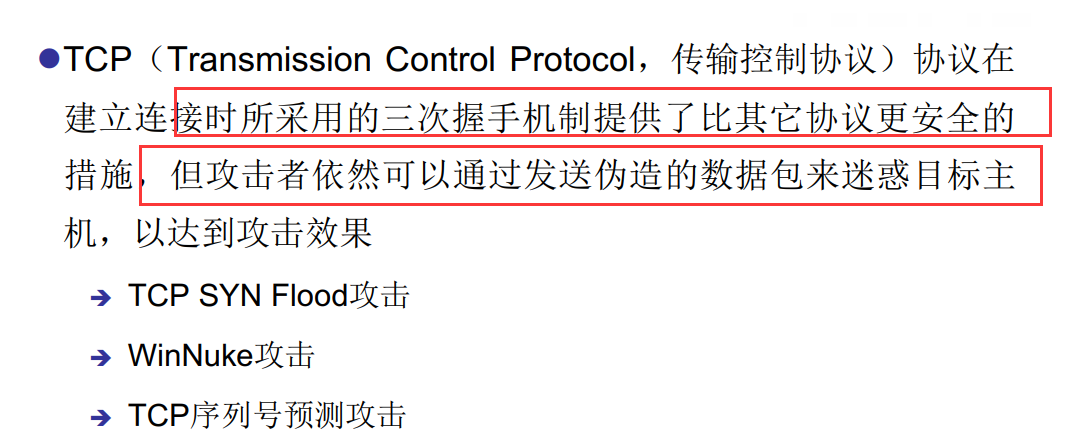 ●TCP（Transmission Control Protocol，传输控制协议）协议在
建立连接时所采用的三次握手机制提供了比其它协议更安全的
措施，但攻击者依然可以通过发送伪造的数据包来迷惑目标主
机，以达到攻击效果
➔ TCP SYN Flood攻击
➔ WinNuke攻击
➔ TCP序列号预测攻击